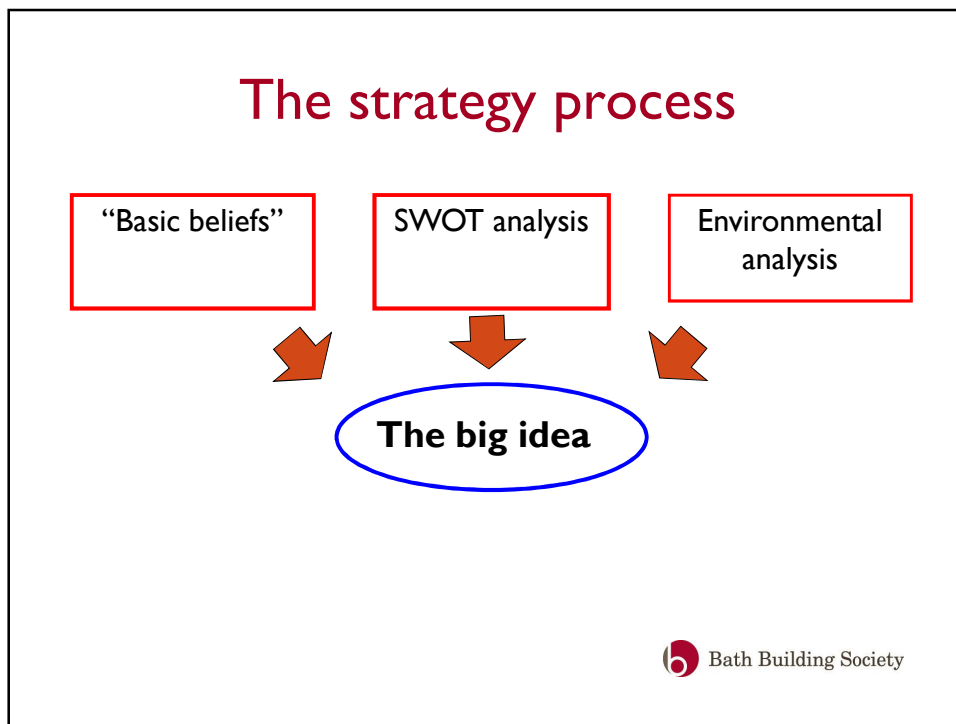 The strategy process
“Basic beliefs”
SWOT analysis
Environmental
analysis
The big idea
Bath Building Society